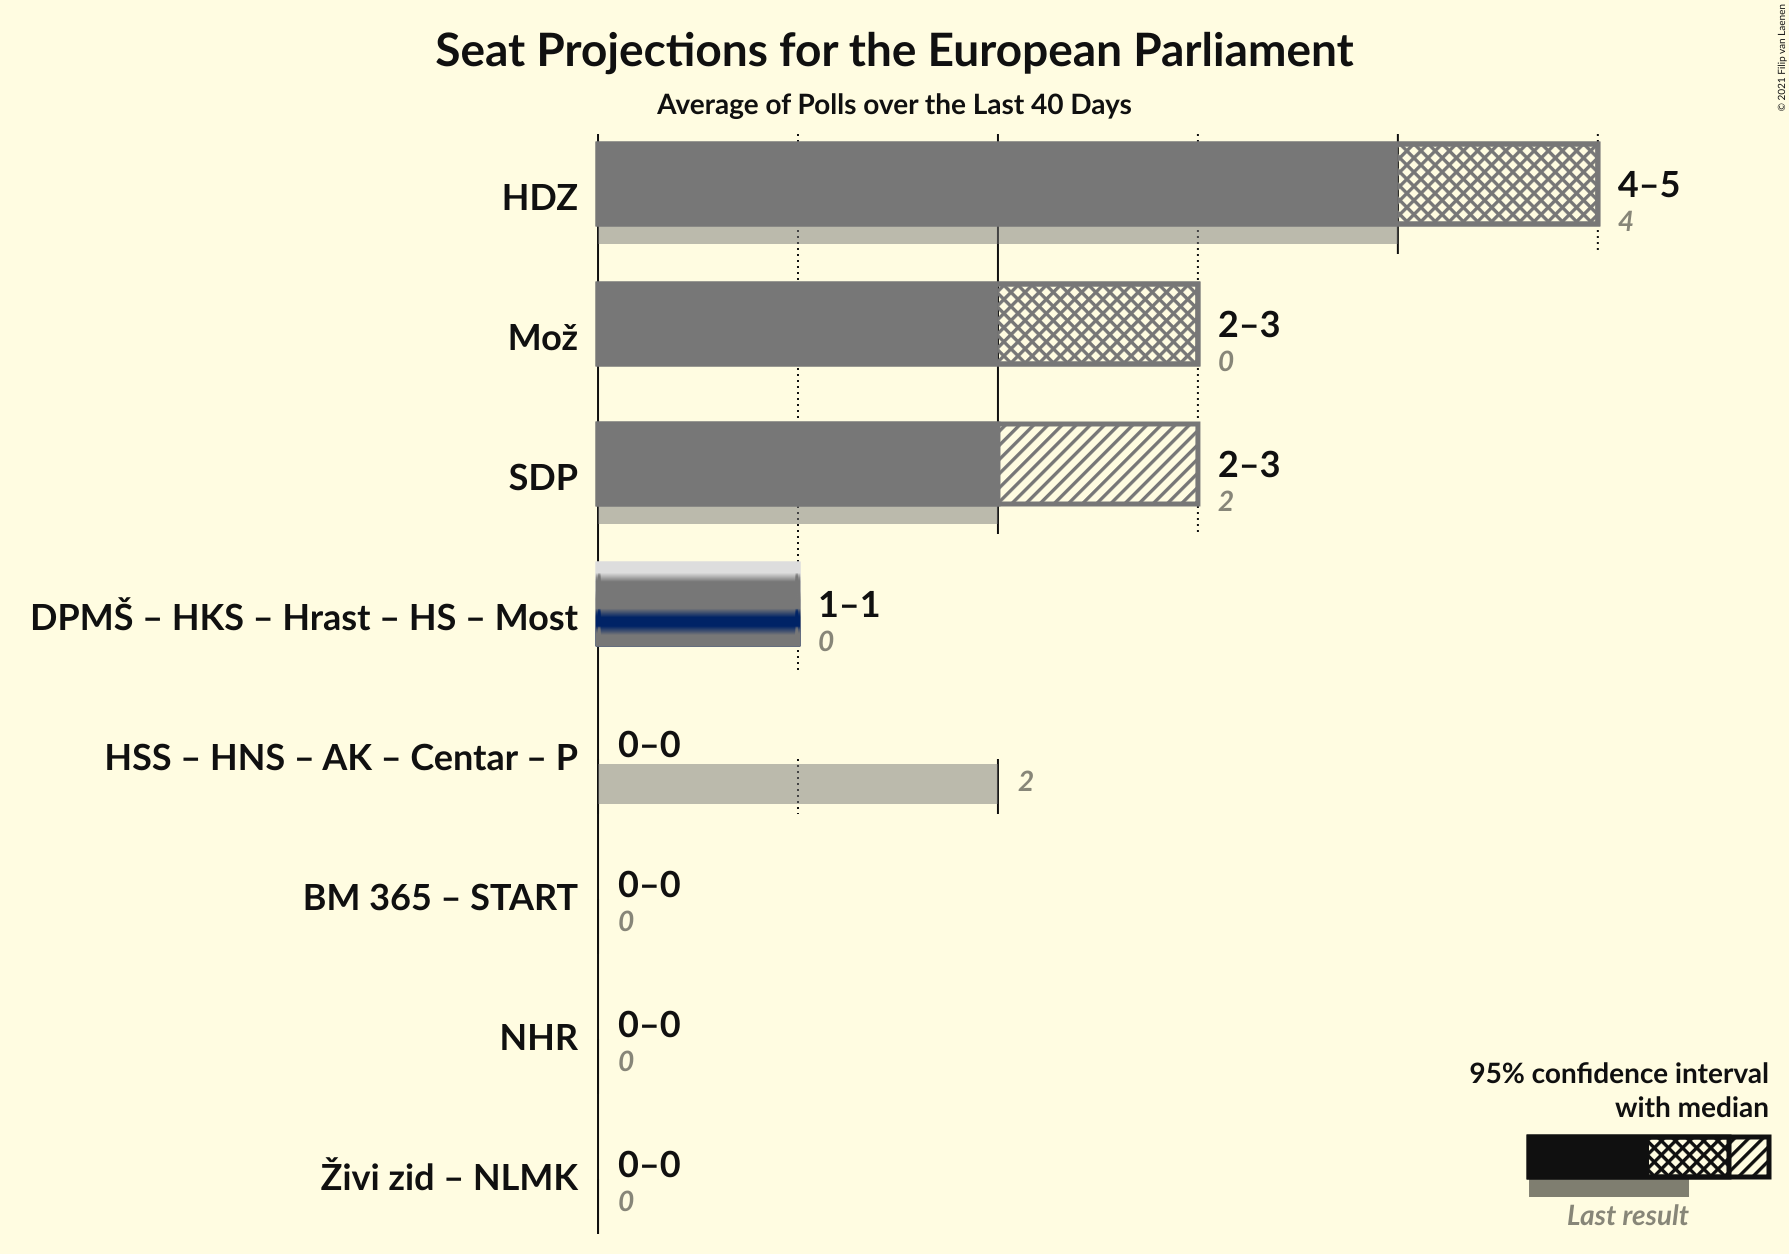 Seat Projections for the European Parliament
Average of Polls over the Last 40 Days
© 2021 Filip van Laenen
HDZ
4–5
4
Mož
2–3
0
SDP
2–3
2
DPMŠ – HKS – Hrast – HS – Most
1–1
0
HSS – HNS – AK – Centar – P
0–0
2
BM 365 – START
0–0
0
NHR
0–0
0
Živi zid – NLMK
0–0
0
95% confidence interval
with median
Last result